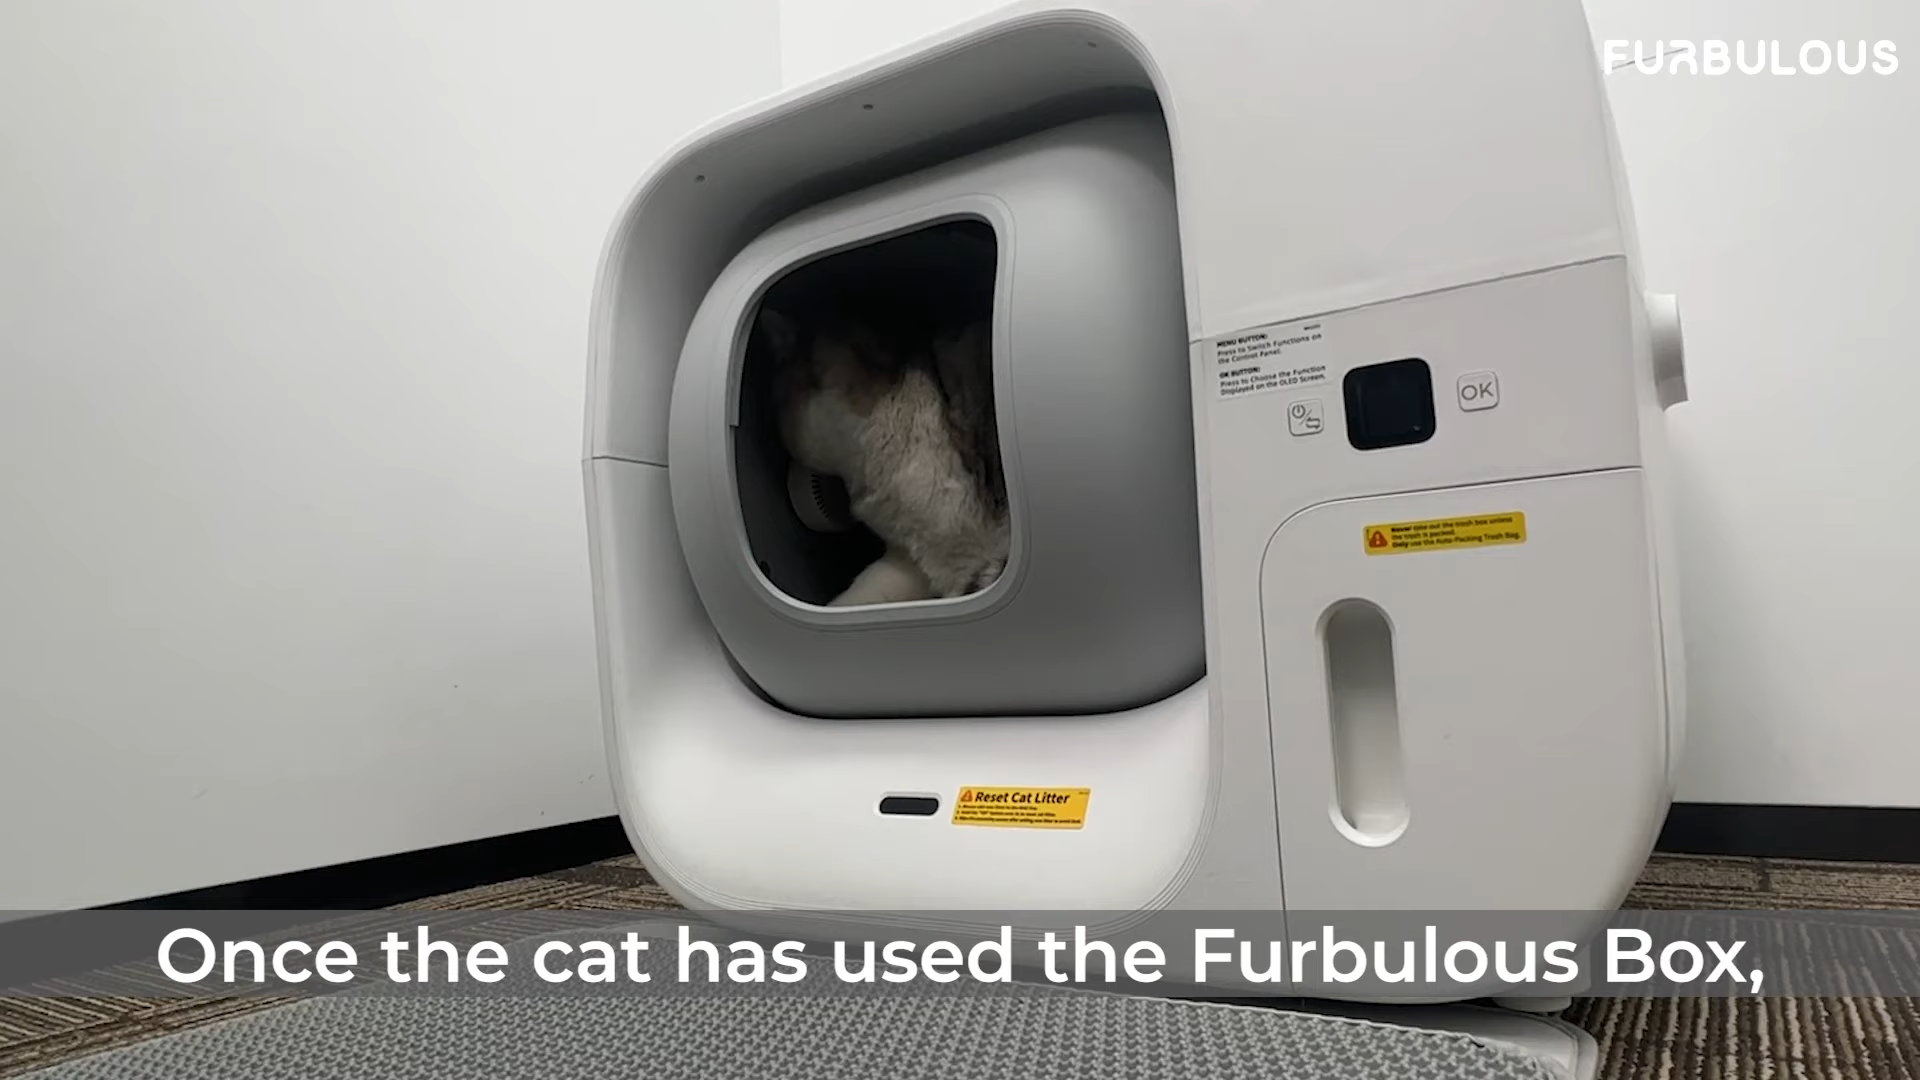 FURBULOUS
MENU BUTTON:
Press to Switch Functions on
the Control Panel.
OK BUTTON:
Press to Choose the Function
Displayed on the OLED Screen.
OK
Never take out the trash box unless
the trash is packed.
Only use the Auto-Packing Trash Bag.
Reset Cat Litter
Once the cat has used the Furbulous Box,